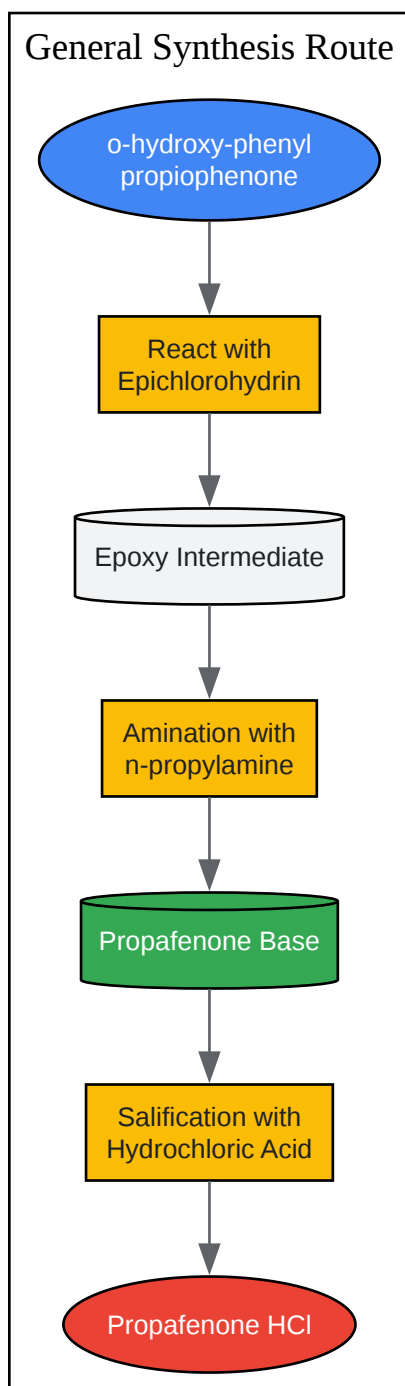 General Synthesis Route
o-hydroxy-phenyl
propiophenone
React with
Epichlorohydrin
Epoxy Intermediate
Amination with
n-propylamine
Propafenone Base
Salification with
Hydrochloric Acid
Propafenone HCl